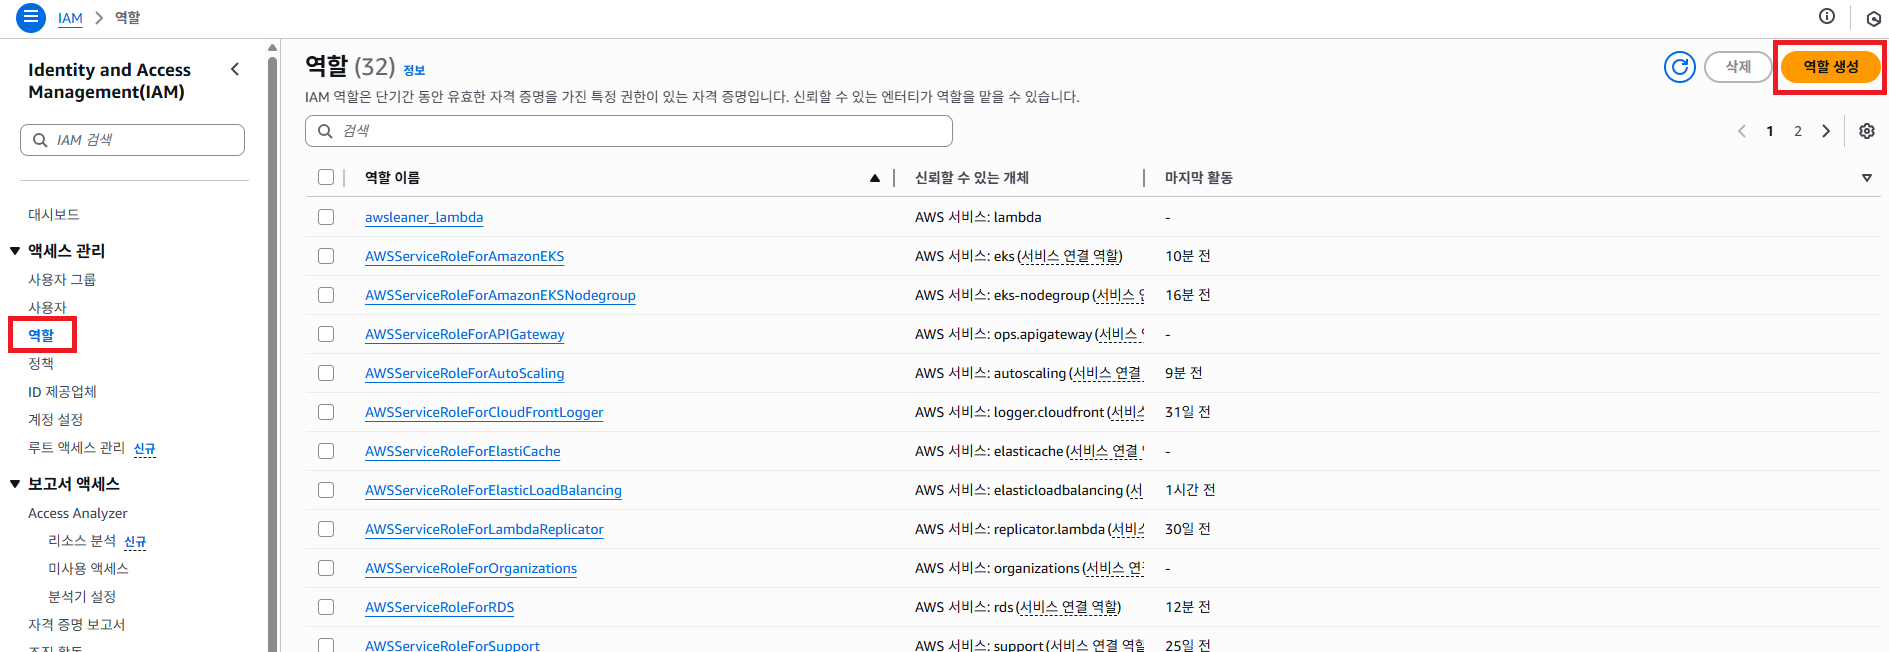 IAM > 역할
Identity and Access
Management(IAM)
IAM 검색
대시보드
액세스 관리
사용자 그룹
사용자
역할
정책
ID 제공업체
계정 설정
루트 액세스 관리 신규
보고서 액세스
Access Analyzer
리소스 분석 신규
미사용 액세스
분석기 설정
자격 증명 보고서
역할 (32) 정보
삭제
역할 생성
IAM 역할은 단기간 동안 유효한 자격 증명을 가진 특정 권한이 있는 자격 증명입니다. 신뢰할 수 있는 엔터티가 역할을 맡을 수 있습니다.
검색
1 2
역할 이름 신뢰할 수 있는 개체 마지막 활동
awsleaner_lambda AWS 서비스: lambda -
AWSServiceRoleForAmazonEKS AWS 서비스: eks (서비스 연결 역할) 10분 전
AWSServiceRoleForAmazonEKSNodegroup AWS 서비스: eks-nodegroup (서비스 16분 전
AWSServiceRoleForAPIGateway AWS 서비스: ops.apigateway (서비스 -
AWSServiceRoleForAutoScaling AWS 서비스: autoscaling (서비스 연결 9분 전
AWSServiceRoleForCloudFrontLogger AWS 서비스: logger.cloudfront (서비스 31일 전
AWSServiceRoleForElastiCache AWS 서비스: elasticache (서비스 연결 -
AWSServiceRoleForElasticLoadBalancing AWS 서비스: elasticloadbalancing (서 1시간 전
AWSServiceRoleForLambdaReplicator AWS 서비스: replicator.lambda (서비스 30일 전
AWSServiceRoleForOrganizations AWS 서비스: organizations (서비스 -
AWSServiceRoleForRDS AWS 서비스: rds (서비스 연결 역할) 12분 전
AWSServiceRoleForSupport AWS 서비스: support (서비스 연결 역할 25일 전